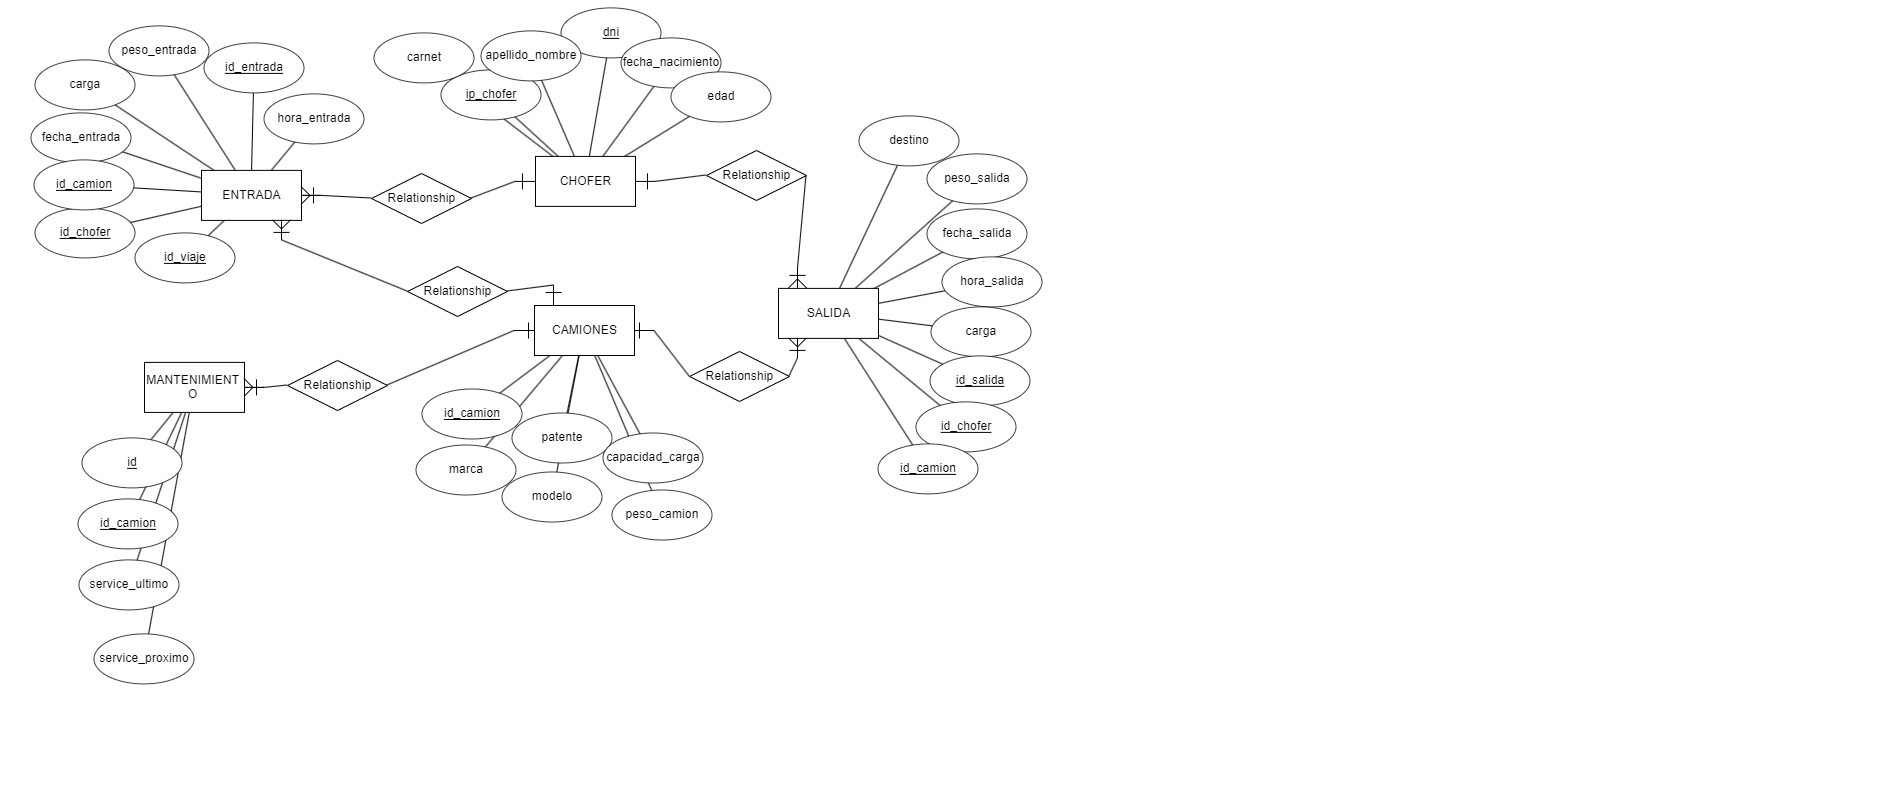 peso_entrada
id_entrada
carga
hora_entrada
fecha_entrada
id_camion
id_chofer
id_viaje
ENTRADA
Relationship
carnet
ip_chofer
apellido_nombre
dni
fecha_nacimiento
edad
CHOFER
Relationship
destino
peso_salida
fecha_salida
hora_salida
carga
id_salida
id_chofer
id_camion
SALIDA
Relationship
CAMIONES
Relationship
id_camion
marca
patente
modelo
capacidad_carga
peso_camion
Relationship
MANTENIMIENT
O
id
id_camion
service_ultimo
service_proximo